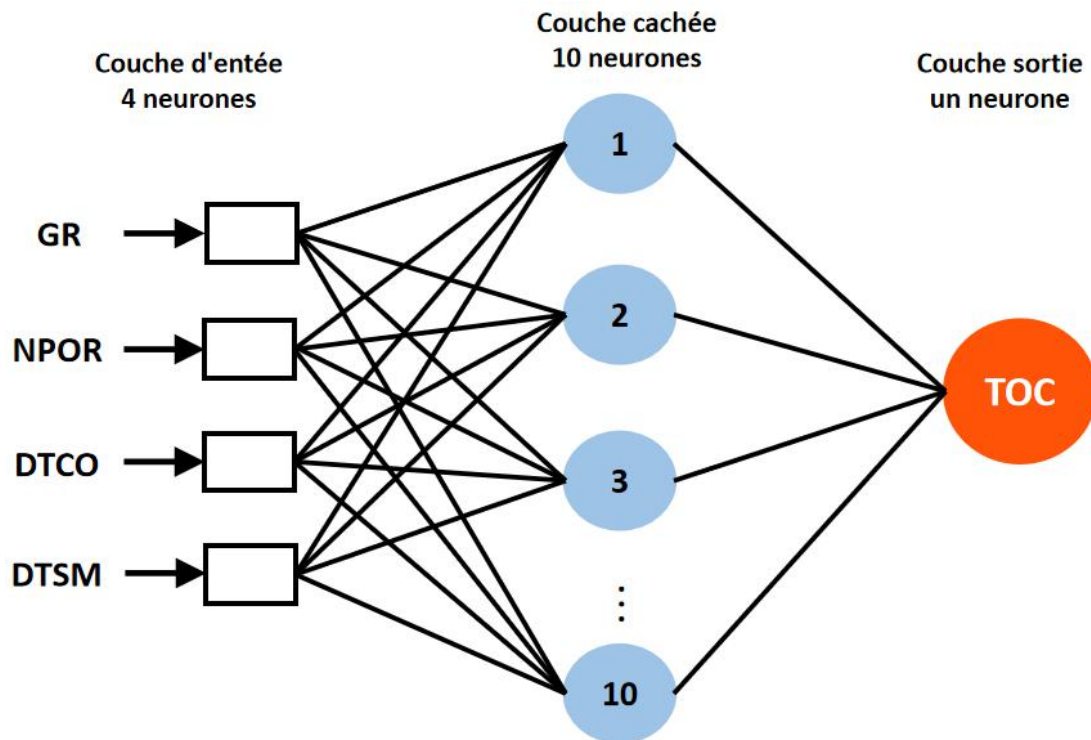 Couche d'entée
4 neurones
Couche cachée
10 neurones
Couche sortie
un neurone
GR
NPOR
DTCO
DTSM
1
2
3
⋮
10
TOC